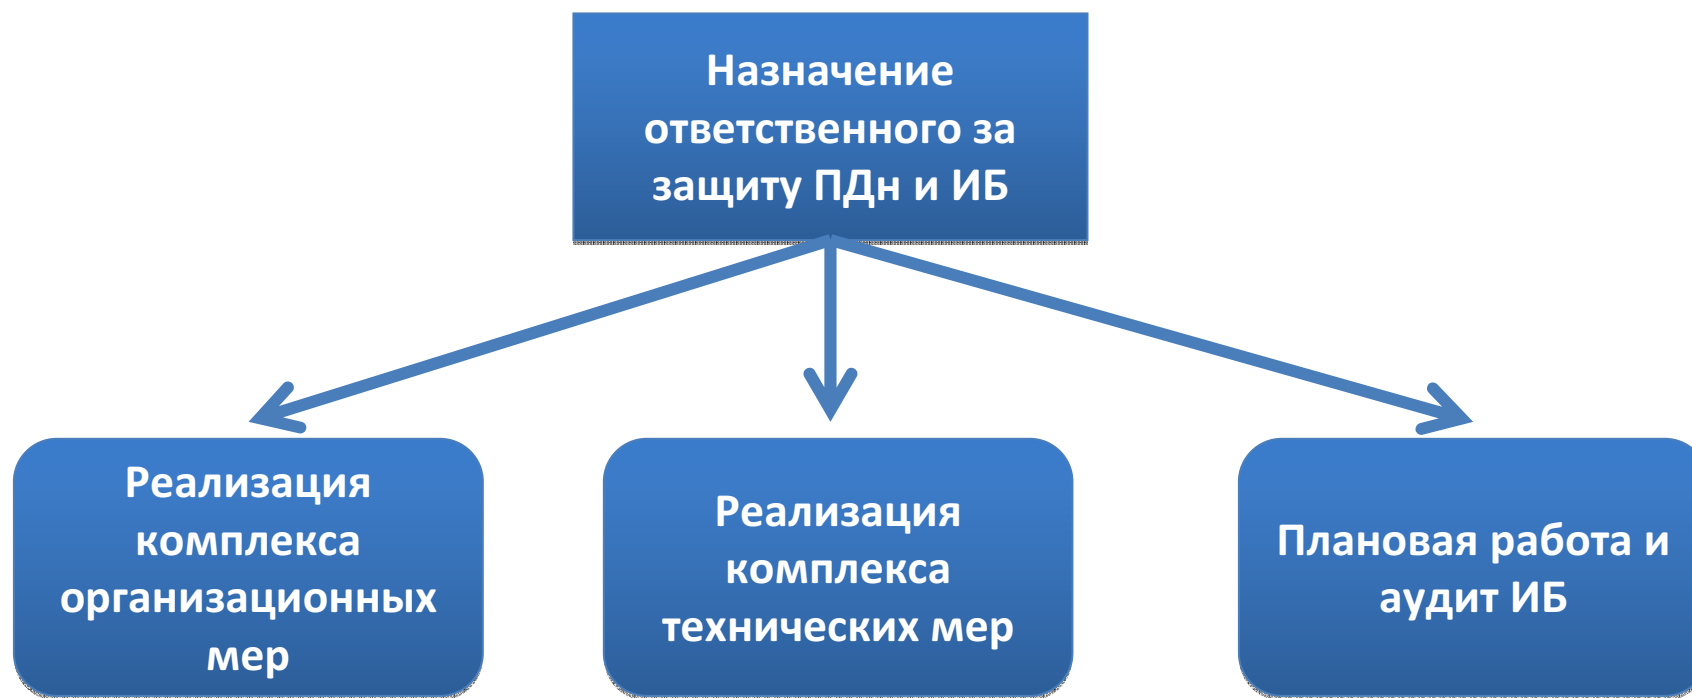 Назначение
ответственного за
защиту ПДн и ИБ
Реализация
комплекса
организационных
мер
Реализация
комплекса
технических мер
Плановая работа и
аудит ИБ